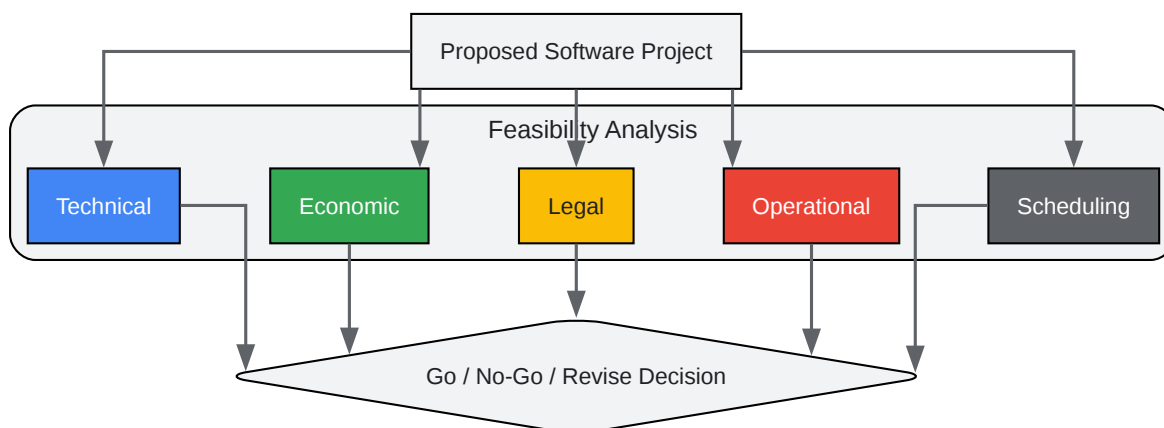 Proposed Software Project
Feasibility Analysis
Technical
Economic
Legal
Operational
Scheduling
Go / No-Go / Revise Decision